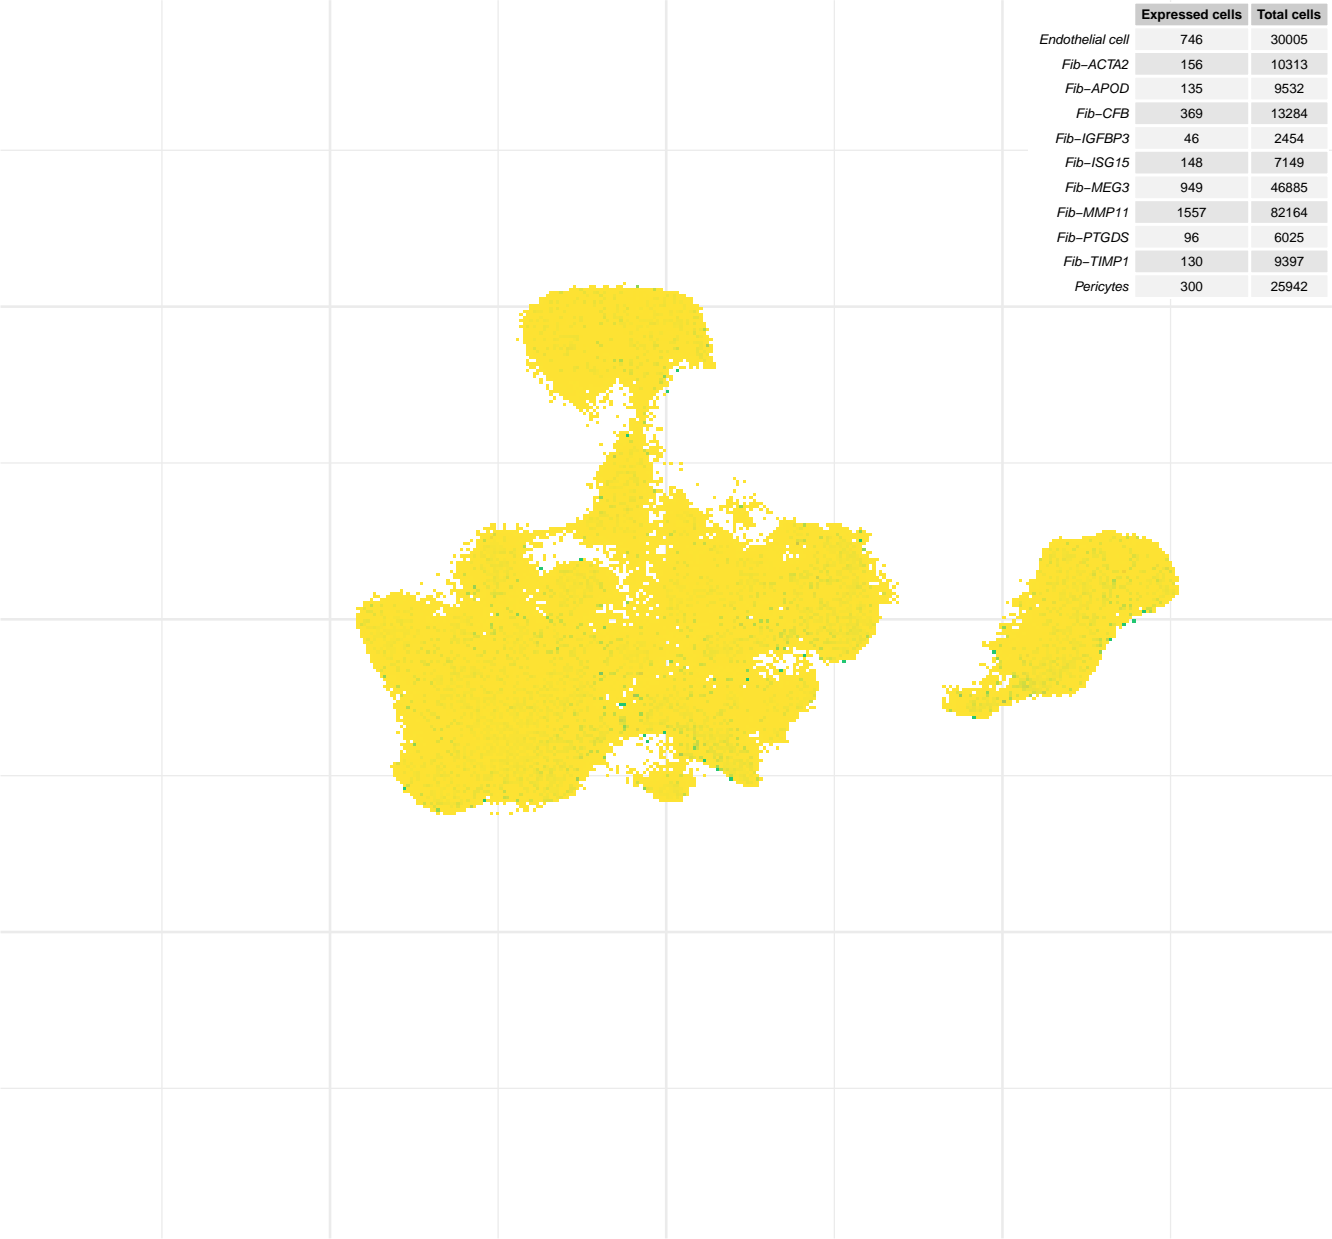 Expressed cells Total cells
Endothelial cell 746 30005
Fib−ACTA2 156 10313
Fib−APOD 135 9532
Fib−CFB 369 13284
Fib−IGFBP3 46 2454
Fib−ISG15 148 7149
Fib−MEG3 949 46885
Fib−MMP11 1557 82164
Fib−PTGDS 96 6025
Fib−TIMP1 130 9397
Pericytes 300 25942